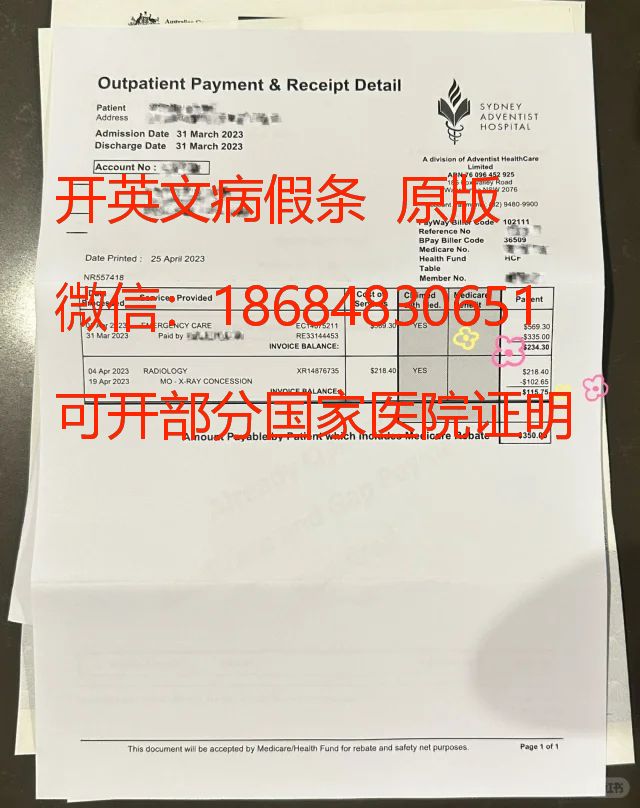 Outpatient Payment & Receipt Detail
SYDNEY
ADVENTIST
HOSPITAL
Patient
Address
Admission Date 31 March 2023
Discharge Date 31 March 2023
Account No :
A division of Adventist HealthCare
Limited
ABN 76 096 452 925
开英文病假条 原版
PayWay Biller Code 102111
Reference No
BPay Biller Code 36509
Medicare No.
Health Fund HCF
Table
Member No.
Date Printed : 25 April 2023
NR557418
微信：18684830651
Services Provided Cost of Claimed Medicare Patient
EMERGENCY CARE YES $569.30
31 Mar 2023 Paid by RE33144453 -$335.00
INVOICE BALANCE: $234.30
04 Apr 2023 RADIOLOGY XR14876735 $218.40 YES $218.40
19 Apr 2023 MO - X-RAY CONCESSION -$102.65
INVOICE BALANCE: $115.75
可开部分国家医院证明
Amount Payable by Patient which includes Medicare Rebate
This document will be accepted by Medicare/Health Fund for rebate and safety net purposes.
Page 1 of 1